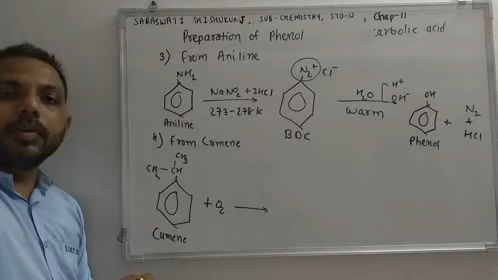 SARASWATI SHISHUKUNJ, SUB-CHEMISTRY, STD-12, Chap-11
Preparation of Phenol
carbolic acid
3) From Aniline
NH2
N2+ Cl-
NaNO2 + 2HCl
273-278K
H2O H+
OH-
warm
OH
+ N2
+
HCl
Aniline
BDC
Phenol
4) From Cumene
CH3
CH3 - CH
+ O2
Cumene